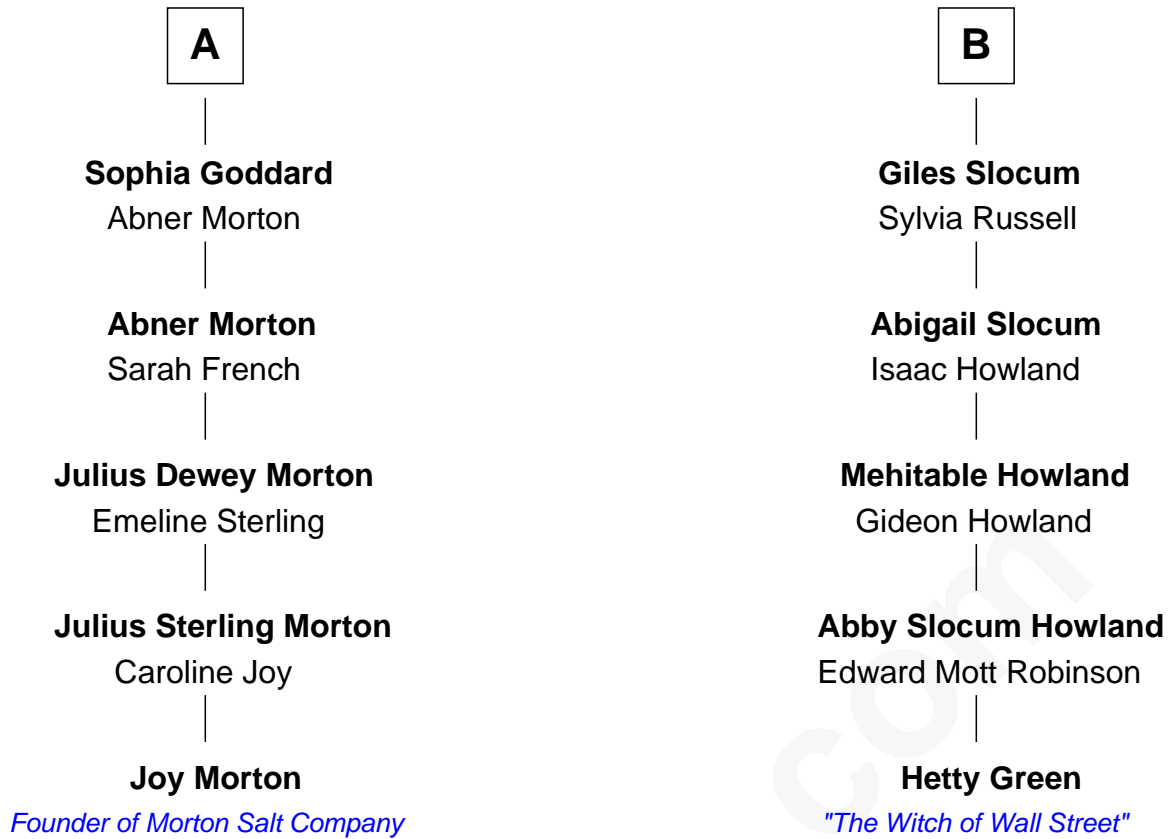 A
Sophia Goddard
Abner Morton
Abner Morton
Sarah French
Julius Dewey Morton
Emeline Sterling
Julius Sterling Morton
Caroline Joy
Joy Morton
Founder of Morton Salt Company
B
Giles Slocum
Sylvia Russell
Abigail Slocum
Isaac Howland
Mehitable Howland
Gideon Howland
Abby Slocum Howland
Edward Mott Robinson
Hetty Green
"The Witch of Wall Street"
com